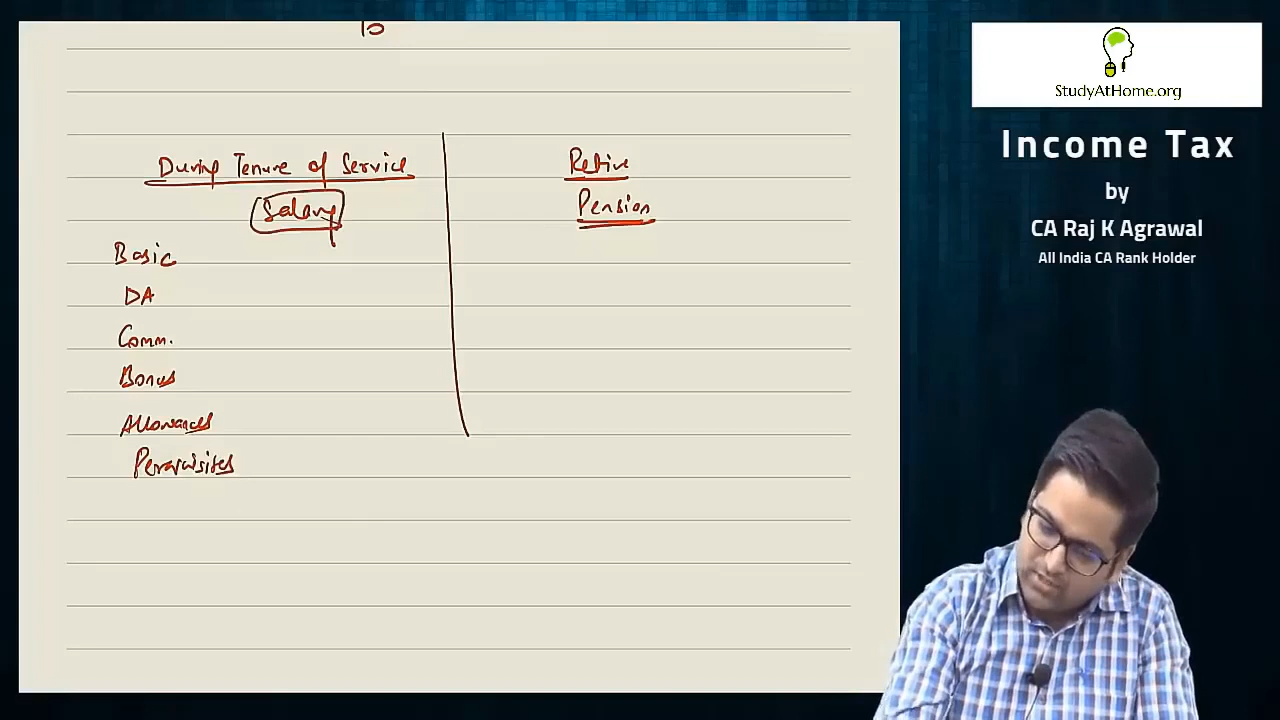 During Tenure of Service
Salary
Basic
DA
Comm.
Bonus
Allowances
Perquisites
Retire
Pension
StudyAtHome.org
Income Tax
by
CA Raj K Agrawal
All India CA Rank Holder